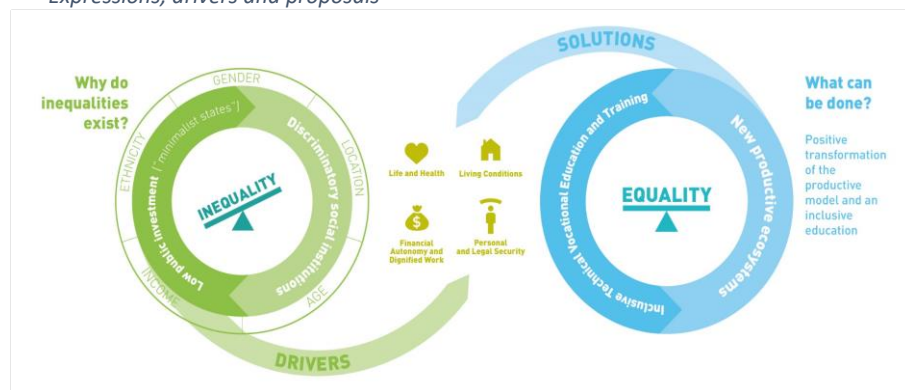 Expressions, drivers and proposals
Why do
inequalities
exist?
GENDER
ETHNICITY
LOCATION
INCOME
AGE
Low public investment ("minimalist states")
Discriminatory social Institutions
INEQUALITY
DRIVERS
Life and Health
Living Conditions
Financial
Autonomy and
Dignified Work
Personal
and Legal Security
SOLUTIONS
Inclusive Technical Vocational Education and Training
New productive ecosystems
EQUALITY
What can
be done?
Positive
transformation
of the
productive
model and an
inclusive
education